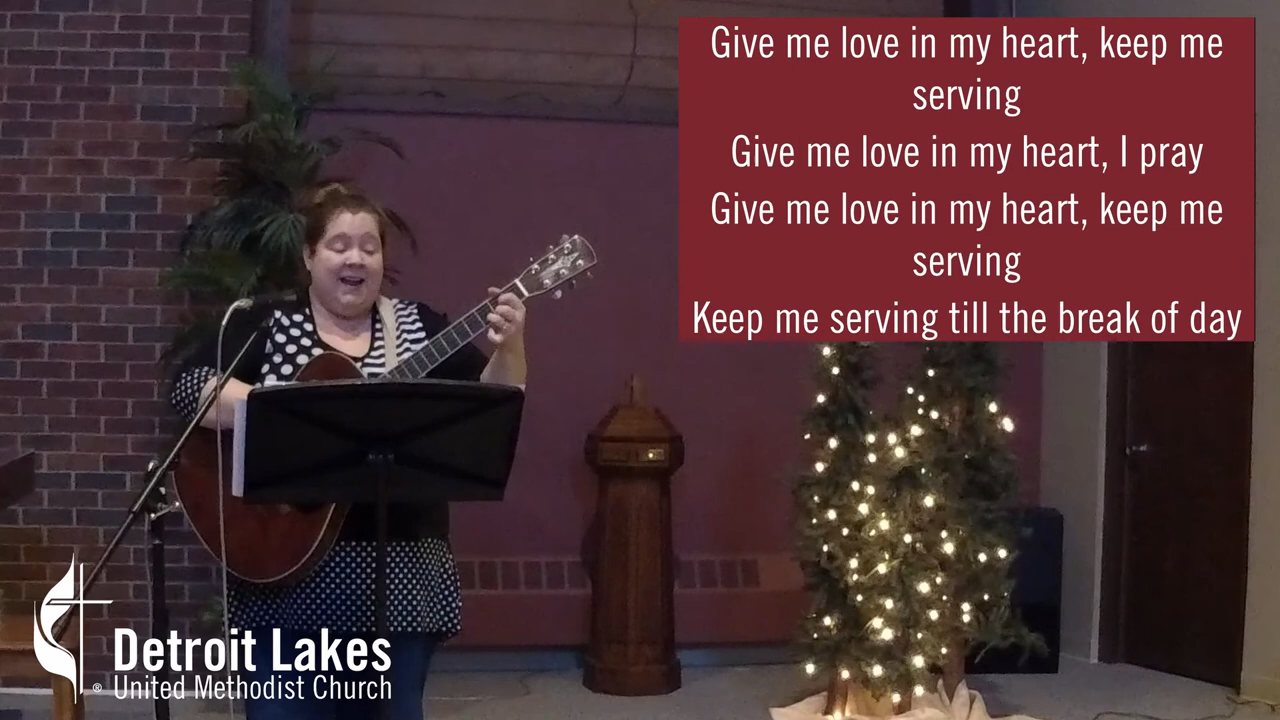 Give me love in my heart, keep me
serving
Give me love in my heart, I pray
Give me love in my heart, keep me
serving
Keep me serving till the break of day
Detroit Lakes
® United Methodist Church